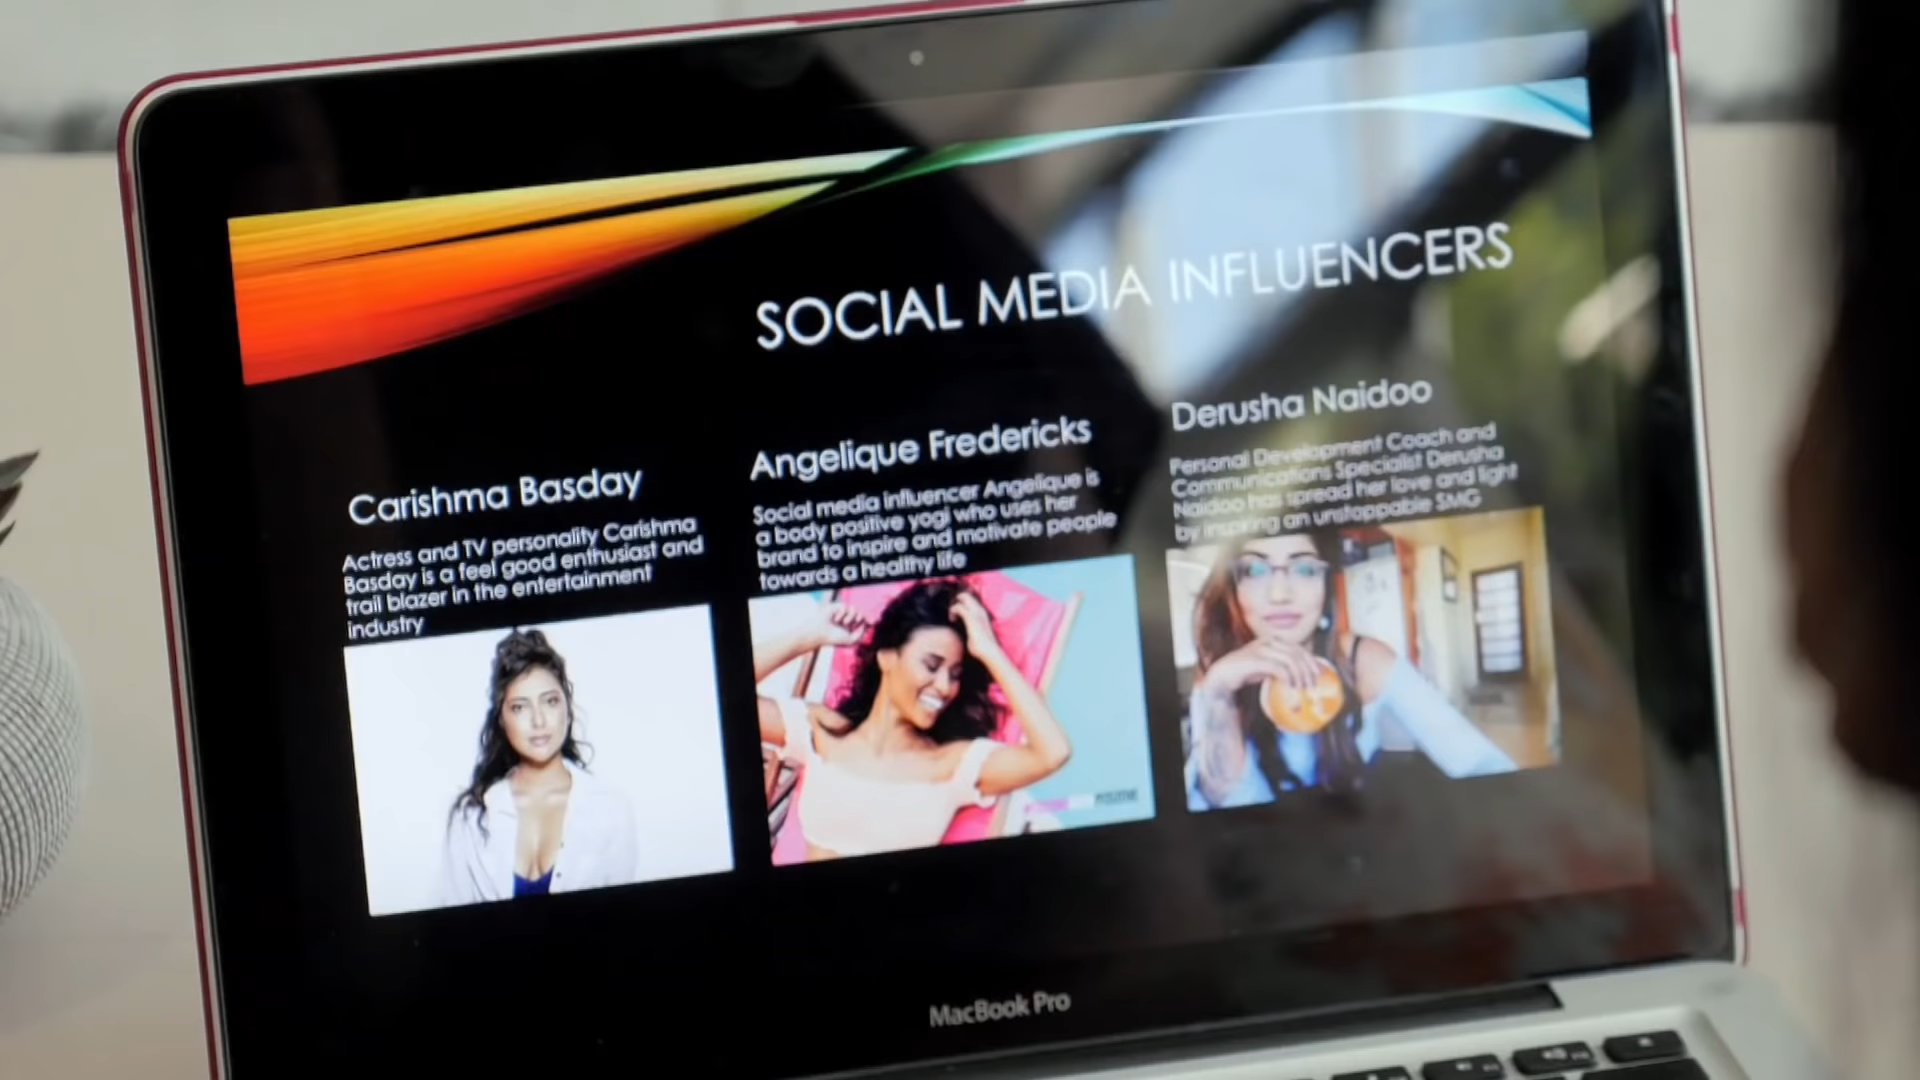 SOCIAL MEDIA INFLUENCERS
Carishma Basday
Actress and TV personality Carishma
Basday is a feel good enthusiast and
trail blazer in the entertainment
industry
Angelique Fredericks
Social media influencer Angelique is
a body positive yogi who uses her
brand to inspire and motivate people
towards a healthy life
Derusha Naidoo
Personal Development Coach and
Communications Specialist Derusha
Naidoo has spread her love and light
by inspiring an unstoppable SMG
MacBook Pro